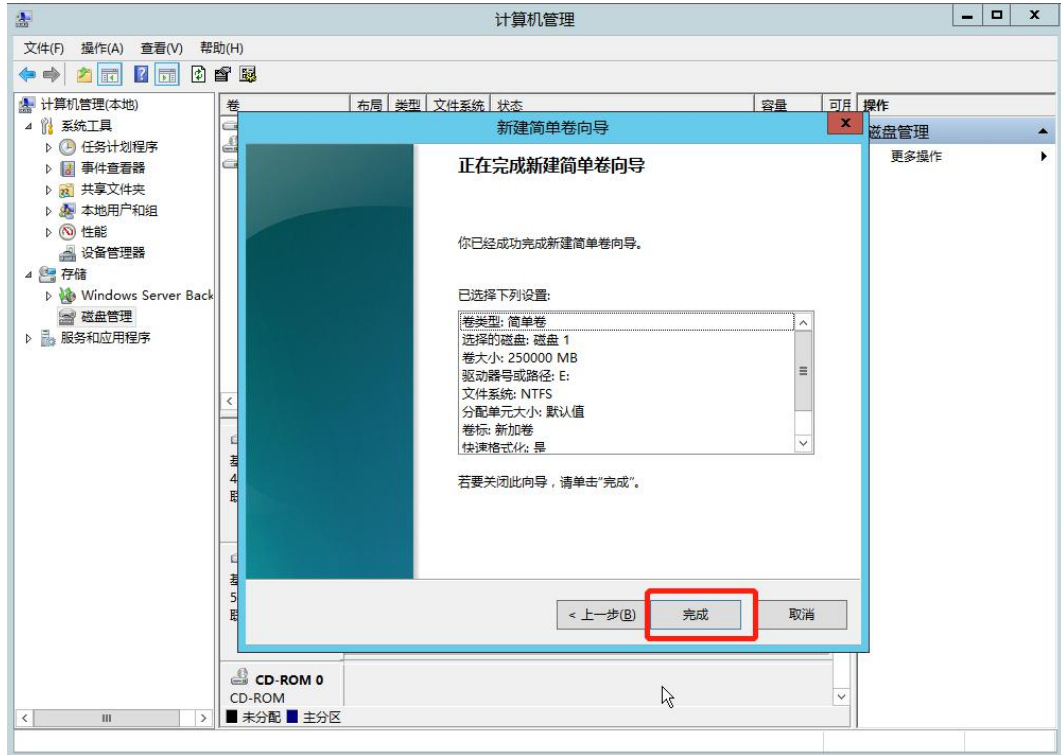 计算机管理
文件(F) 操作(A) 查看(V) 帮助(H)
计算机管理(本地)
系统工具
任务计划程序
事件查看器
共享文件夹
本地用户和组
性能
设备管理器
存储
Windows Server Back
磁盘管理
服务和应用程序
卷 布局 类型 文件系统 状态 容量
操作
磁盘管理
更多操作
新建简单卷向导
正在完成新建简单卷向导
你已经成功完成新建简单卷向导。
已选择下列设置:
卷类型: 简单卷
选择的磁盘: 磁盘 1
卷大小: 250000 MB
驱动器号或路径: E:
文件系统: NTFS
分配单元大小: 默认值
卷标: 新加卷
快速格式化: 是
若要关闭此向导，请单击"完成"。
< 上一步(B) 完成 取消
CD-ROM 0
CD-ROM
未分配 主分区